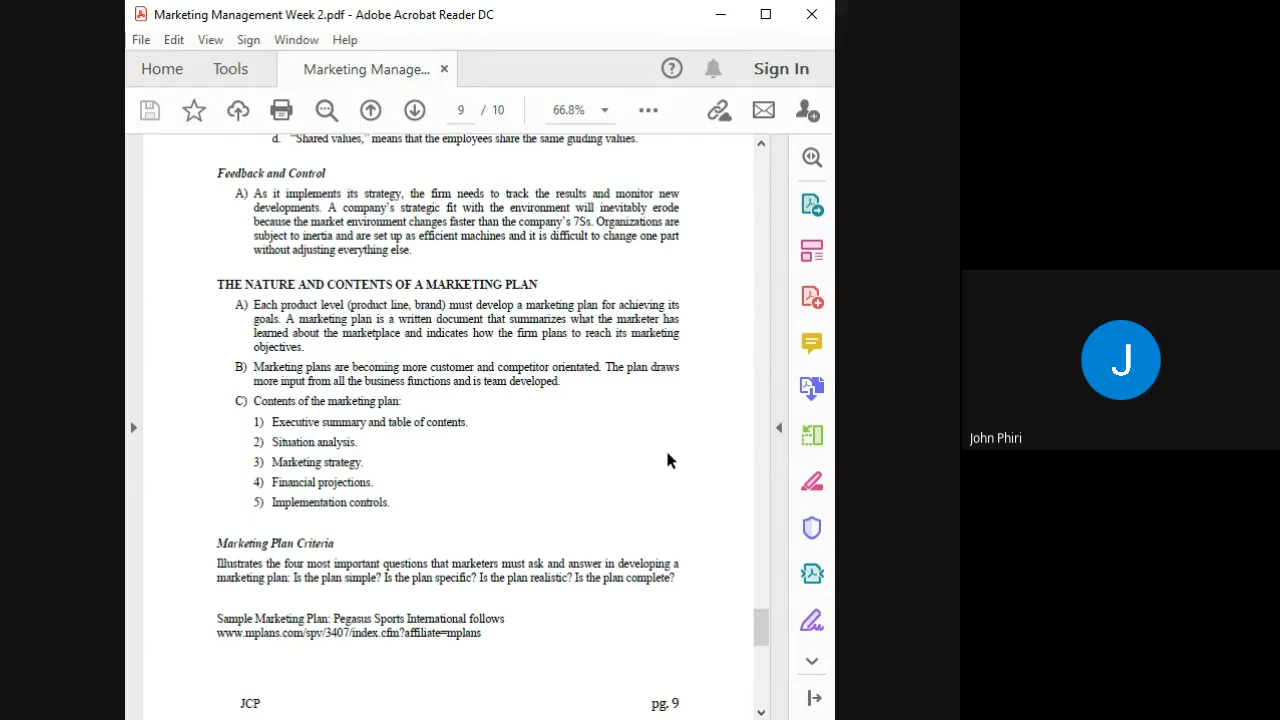 Marketing Management Week 2.pdf - Adobe Acrobat Reader DC
File Edit View Sign Window Help
Home Tools Marketing Manage... × Sign In
9 / 10 66.8%
d. "Shared values," means that the employees share the same guiding values.
Feedback and Control
A) As it implements its strategy, the firm needs to track the results and monitor new
developments. A company's strategic fit with the environment will inevitably erode
because the market environment changes faster than the company's 7Ss. Organizations are
subject to inertia and are set up as efficient machines and it is difficult to change one part
without adjusting everything else.
THE NATURE AND CONTENTS OF A MARKETING PLAN
A) Each product level (product line, brand) must develop a marketing plan for achieving its
goals. A marketing plan is a written document that summarizes what the marketer has
learned about the marketplace and indicates how the firm plans to reach its marketing
objectives.
B) Marketing plans are becoming more customer and competitor orientated. The plan draws
more input from all the business functions and is team developed.
C) Contents of the marketing plan:
1) Executive summary and table of contents.
2) Situation analysis.
3) Marketing strategy.
4) Financial projections.
5) Implementation controls.
Marketing Plan Criteria
Illustrates the four most important questions that marketers must ask and answer in developing a
marketing plan: Is the plan simple? Is the plan specific? Is the plan realistic? Is the plan complete?
Sample Marketing Plan: Pegasus Sports International follows
www.mplans.com/spv/3407/index.cfm?affiliate=mplans
JCP pg. 9
J
John Phiri